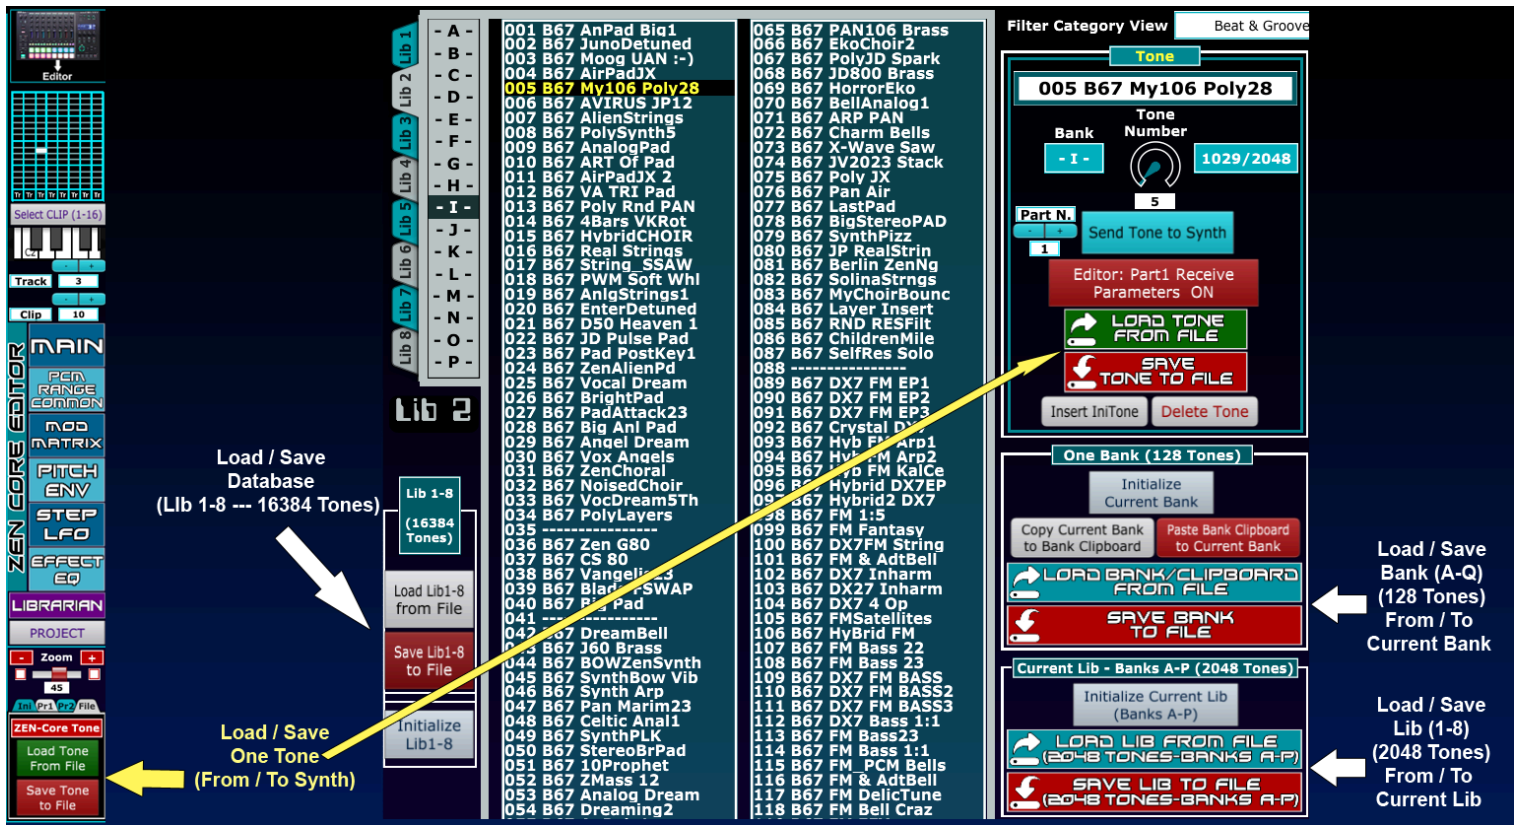 Editor
Tr Tr Tr Tr Tr Tr Tr Tr
Select CLIP (1-16)
C2
- +
Track 3
- +
Clip 10
ZEN CORE EDITOR
MAIN
PCM
RANGE
COMMON
MOD
MATRIX
PITCH
ENV
STEP
LFO
EFFECT
EQ
LIBRARIAN
PROJECT
- Zoom +
45
Ini Pr1 Pr2 File
ZEN-Core Tone
Load Tone
From File
Save Tone
to File
Load / Save
Database
(LIb 1-8 --- 16384 Tones)
Load / Save
One Tone
(From / To Synth)
Lib 1
Lib 2
Lib 3
Lib 4
Lib 5
Lib 6
Lib 7
Lib 8
- A -
- B -
- C -
- D -
- E -
- F -
- G -
- H -
- I -
- J -
- K -
- L -
- M -
- N -
- O -
- P -
Lib 2
Lib 1-8
(16384
Tones)
Load Lib1-8
from File
Save Lib1-8
to File
Initialize
Lib1-8
001 B67 AnPad Big1
002 B67 JunoDetuned
003 B67 Moog UAN :-)
004 B67 AirPadJX
005 B67 My106 Poly28
006 B67 AVIRUS JP12
007 B67 AlienStrings
008 B67 PolySynth5
009 B67 AnalogPad
010 B67 ART Of Pad
011 B67 AirPadJX 2
012 B67 VA TRI Pad
013 B67 Poly Rnd PAN
014 B67 4Bars VKRot
015 B67 HybridCHOIR
016 B67 Real Strings
017 B67 String_SSAW
018 B67 PWM Soft Whl
019 B67 AnlgStrings1
020 B67 EnterDetuned
021 B67 D50 Heaven 1
022 B67 JD Pulse Pad
023 B67 Pad PostKey1
024 B67 ZenAlienPd
025 B67 Vocal Dream
026 B67 BrightPad
027 B67 PadAttack23
028 B67 Big Anl Pad
029 B67 Angel Dream
030 B67 Vox Angels
031 B67 ZenChoral
032 B67 NoisedChoir
033 B67 VocDream5Th
034 B67 PolyLayers
035 ----------------
036 B67 Zen G80
037 B67 CS 80
038 B67 Vangelis23
039 B67 BladerSWAP
040 B67 Big Pad
041 ----------------
042 B67 DreamBell
043 B67 J60 Brass
044 B67 BOWZenSynth
045 B67 SynthBow Vib
046 B67 Synth Arp
047 B67 Pan Marim23
048 B67 Celtic Anal1
049 B67 SynthPLK
050 B67 StereoBrPad
051 B67 10Prophet
052 B67 ZMass 12
053 B67 Analog Dream
054 B67 Dreaming2
065 B67 PAN106 Brass
066 B67 EkoChoir2
067 B67 PolyJD Spark
068 B67 JD800 Brass
069 B67 HorrorEko
070 B67 BellAnalog1
071 B67 ARP PAN
072 B67 Charm Bells
073 B67 X-Wave Saw
074 B67 JV2023 Stack
075 B67 Poly JX
076 B67 Pan Air
077 B67 LastPad
078 B67 BigStereoPAD
079 B67 SynthPizz
080 B67 JP RealStrin
081 B67 Berlin ZenNg
082 B67 SolinaStrngs
083 B67 MyChoirBounc
084 B67 Layer Insert
085 B67 RND RESFilt
086 B67 ChildrenMile
087 B67 SelfRes Solo
088 ----------------
089 B67 DX7 FM EP1
090 B67 DX7 FM EP2
091 B67 DX7 FM EP3
092 B67 Crystal DX7
093 B67 Hyb FM Arp1
094 B67 Hyb FM Arp2
095 B67 Hyb FM KalCe
096 B67 Hybrid DX7EP
097 B67 Hybrid2 DX7
098 B67 FM 1:5
099 B67 FM Fantasy
100 B67 DX7FM String
101 B67 FM & AdtBell
102 B67 DX7 Inharm
103 B67 DX27 Inharm
104 B67 DX7 4 Op
105 B67 FMSatellites
106 B67 HyBrid FM
107 B67 FM Bass 22
108 B67 FM Bass 23
109 B67 DX7 FM BASS
110 B67 DX7 FM BASS2
111 B67 DX7 FM BASS3
112 B67 DX7 Bass 1:1
113 B67 FM Bass23
114 B67 FM Bass 1:1
115 B67 FM_PCM Bells
116 B67 FM & AdtBell
117 B67 FM DelicTune
118 B67 FM Bell Craz
Filter Category View Beat & Groove
Tone
005 B67 My106 Poly28
Tone
Bank Number
- I - 1029/2048
5
Part N.
- +
1
Send Tone to Synth
Editor: Part1 Receive
Parameters ON
LOAD TONE
FROM FILE
SAVE
TONE TO FILE
Insert IniTone Delete Tone
One Bank (128 Tones)
Initialize
Current Bank
Copy Current Bank
to Bank Clipboard
Paste Bank Clipboard
to Current Bank
LOAD BANK/CLIPBOARD
FROM FILE
SAVE BANK
TO FILE
Current Lib - Banks A-P (2048 Tones)
Initialize Current Lib
(Banks A-P)
LOAD LIB FROM FILE
(2048 TONES-BANKS A-P)
SAVE LIB TO FILE
(2048 TONES-BANKS A-P)
Load / Save
Bank (A-Q)
(128 Tones)
From / To
Current Bank
Load / Save
Lib (1-8)
(2048 Tones)
From / To
Current Lib